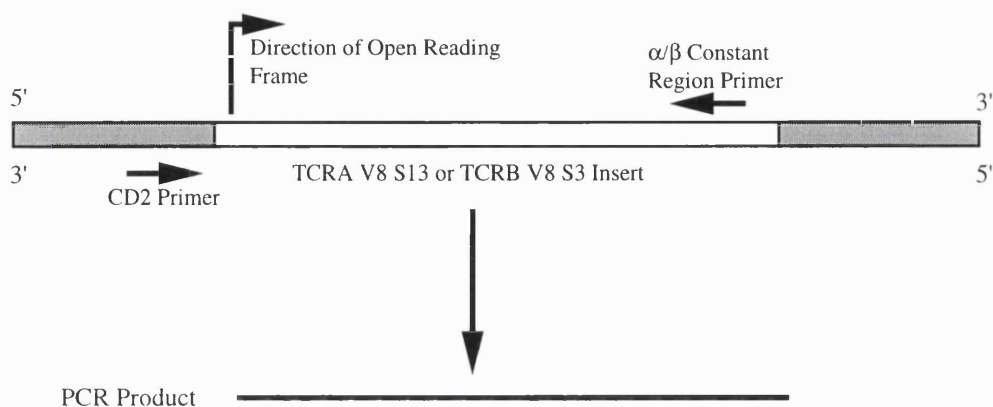 Direction of Open Reading
Frame
α/β Constant
Region Primer
5'
3'
3'
5'
CD2 Primer
TCRA V8 S13 or TCRB V8 S3 Insert
PCR Product